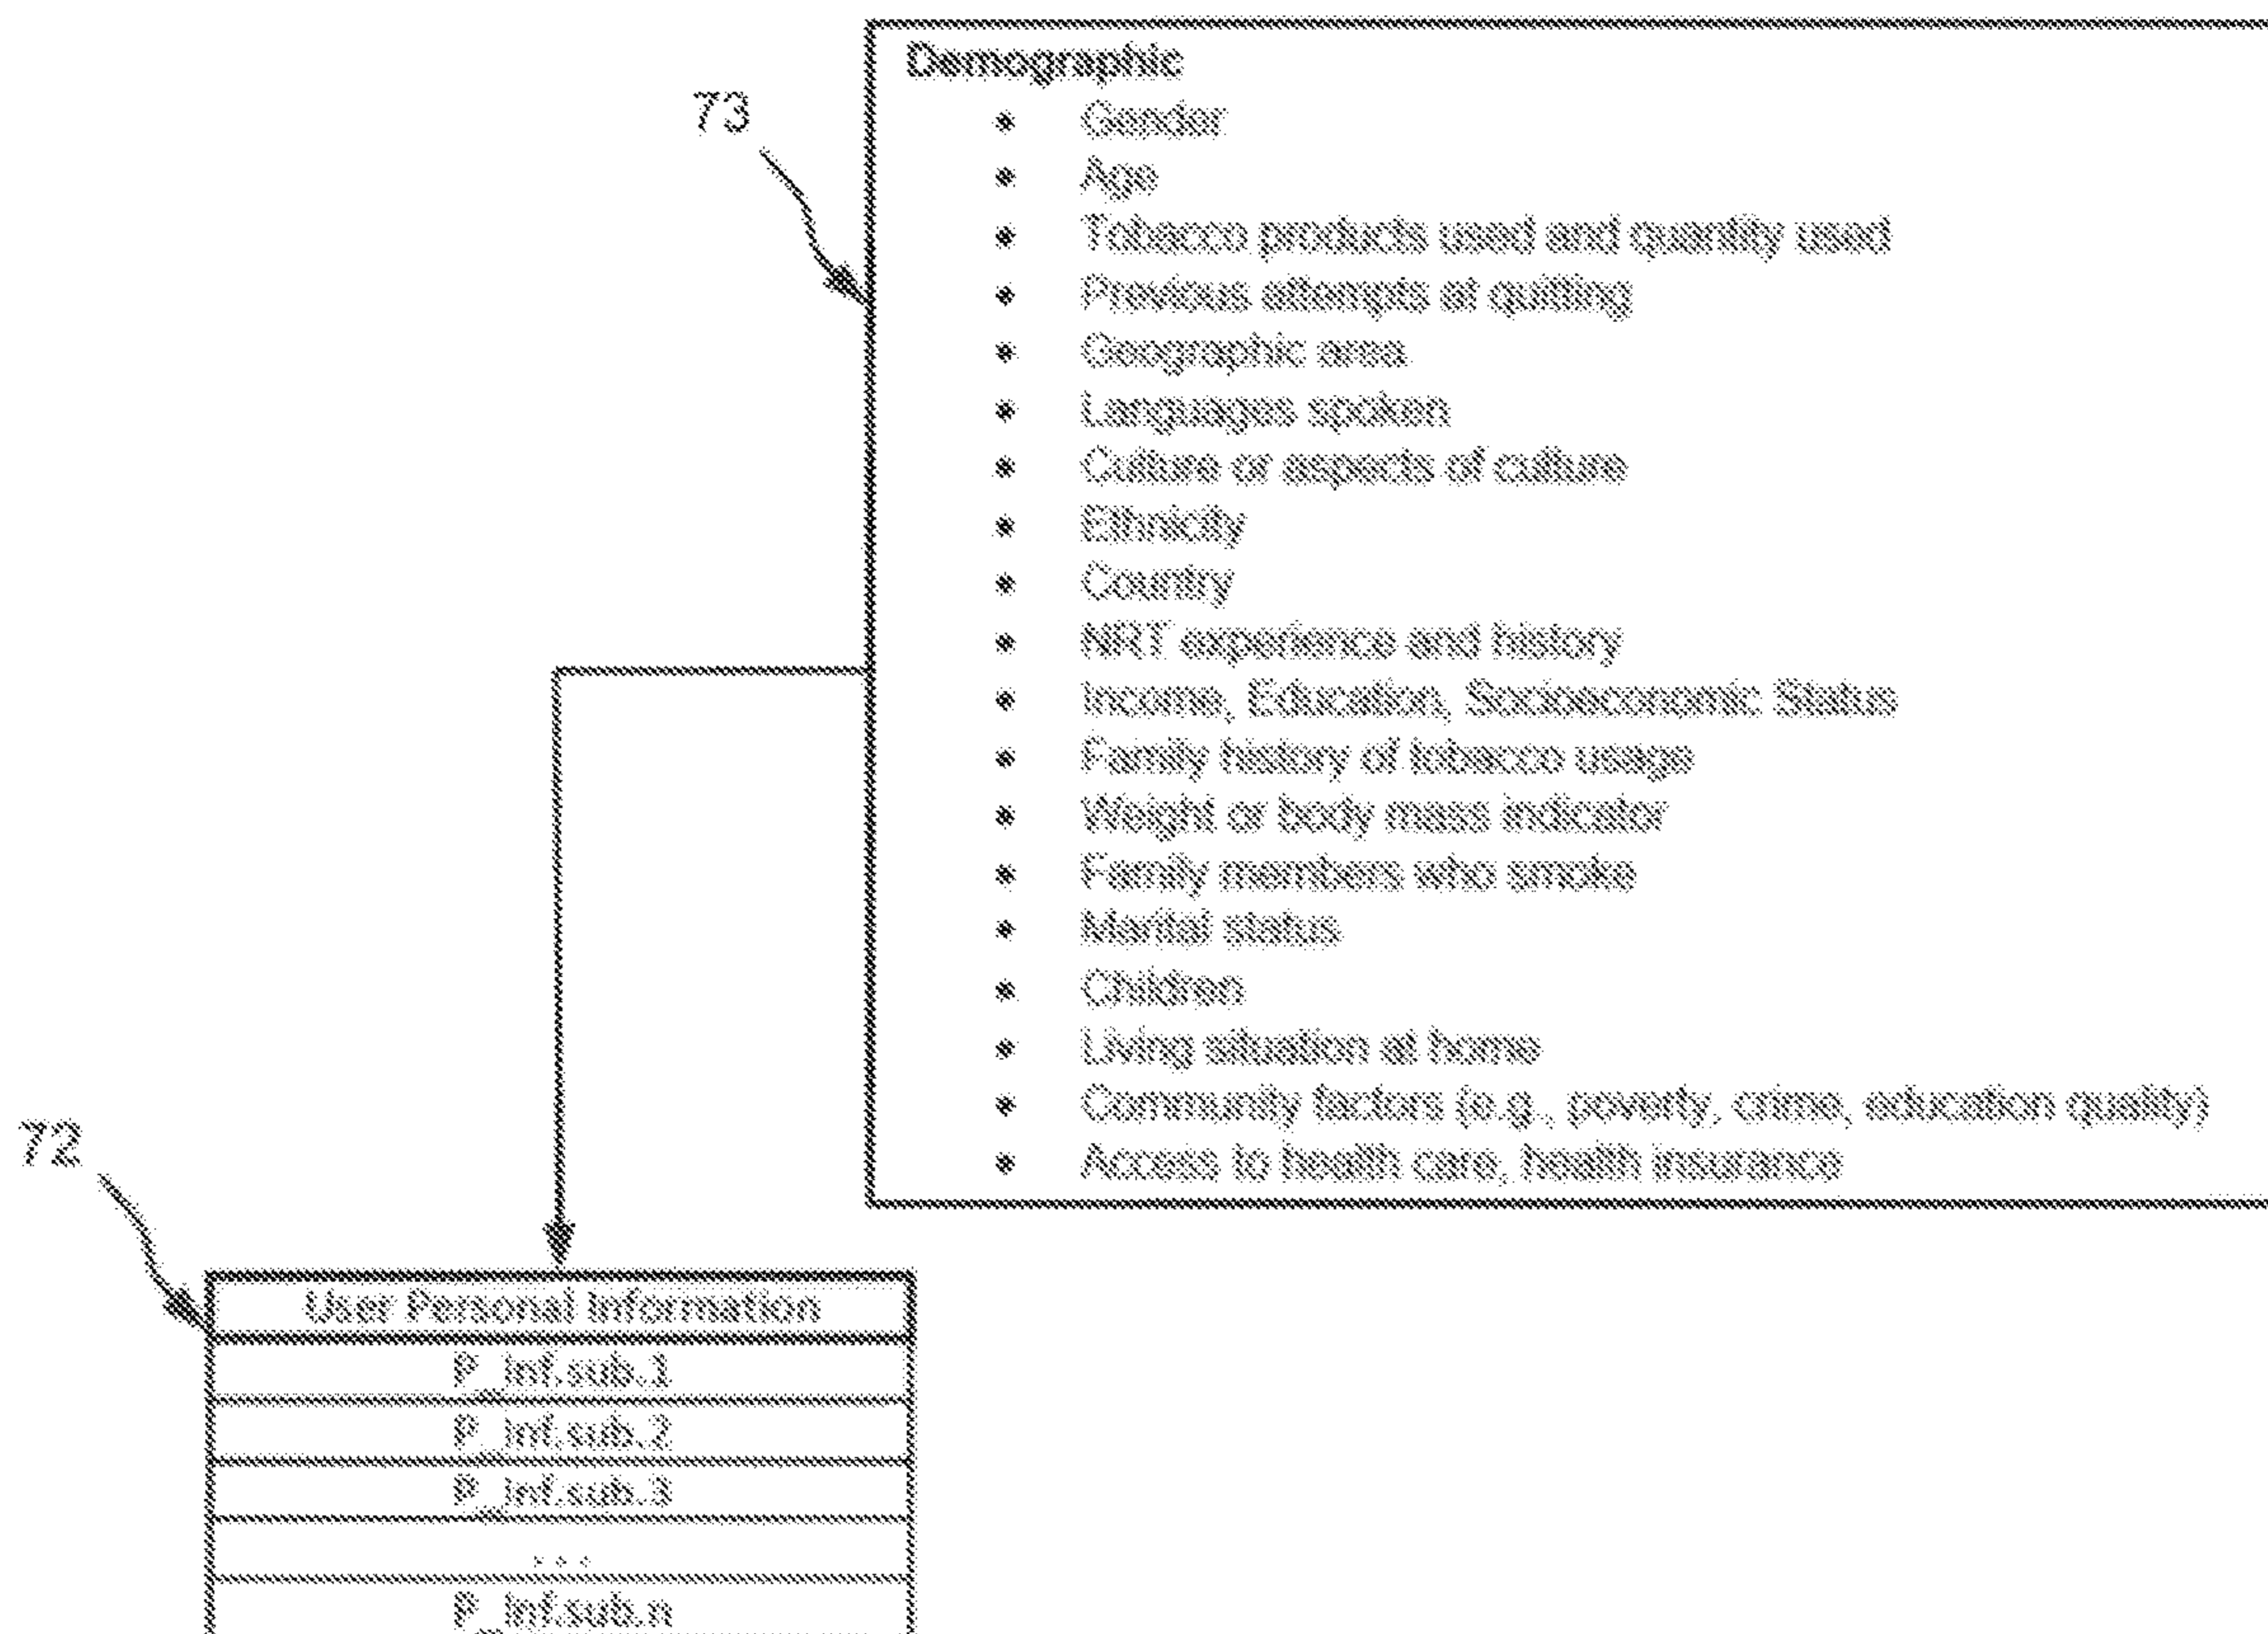 Demographic
73
• Gender
• Age
• Tobacco products used and quantity used
• Previous attempts at quitting
• Geographic area
• Languages spoken
• Culture or aspects of culture
• Ethnicity
• Country
• NRT experience and history
• Income, Education, Socioeconomic Status
• Family history of tobacco usage
• Weight or body mass indicator
• Family members who smoke
• Marital status
• Children
• Living situation at home
• Community factors (e.g., poverty, crime, education quality)
• Access to health care, health insurance
72
User Personal Information
P_inf.sub.1
P_inf.sub.2
P_inf.sub.3
...
P_inf.sub.n